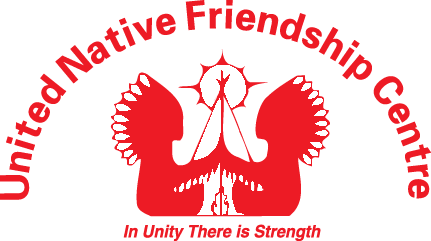 United Native Friendship Centre
In Unity There is Strength